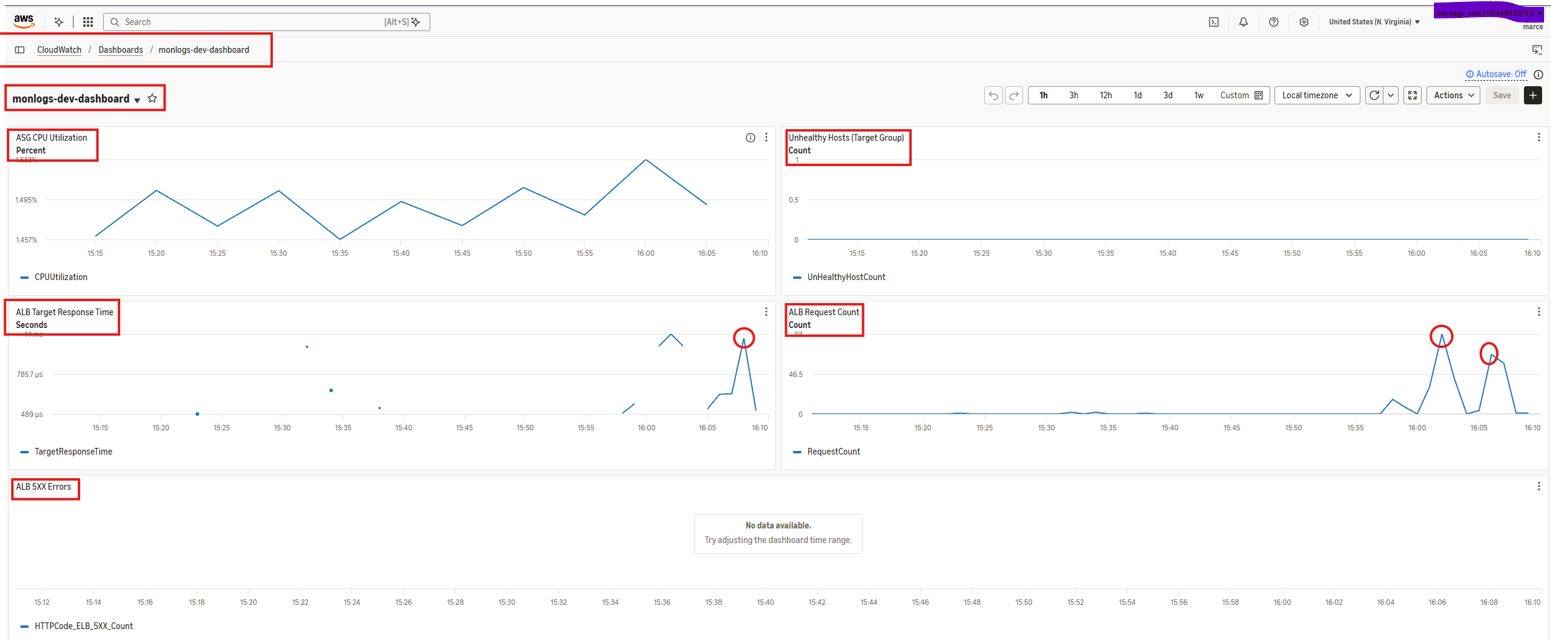 aws
Search
[Alt+S]
United States (N. Virginia)
marce
CloudWatch / Dashboards / monlogs-dev-dashboard
Autosave: Off
monlogs-dev-dashboard
1h 3h 12h 1d 3d 1w Custom
Local timezone
Actions
Save
ASG CPU Utilization
Percent
1.495%
1.457%
15:15 15:20 15:25 15:30 15:35 15:40 15:45 15:50 15:55 16:00 16:05 16:10
CPUUtilization
Unhealthy Hosts (Target Group)
Count
1
0.5
0
15:15 15:20 15:25 15:30 15:35 15:40 15:45 15:50 15:55 16:00 16:05 16:10
UnHealthyHostCount
ALB Target Response Time
Seconds
785.7 µs
489 µs
15:15 15:20 15:25 15:30 15:35 15:40 15:45 15:50 15:55 16:00 16:05 16:10
TargetResponseTime
ALB Request Count
Count
46.5
0
15:15 15:20 15:25 15:30 15:35 15:40 15:45 15:50 15:55 16:00 16:05 16:10
RequestCount
ALB 5XX Errors
No data available.
Try adjusting the dashboard time range.
15:12 15:14 15:16 15:18 15:20 15:22 15:24 15:26 15:28 15:30 15:32 15:34 15:36 15:38 15:40 15:42 15:44 15:46 15:48 15:50 15:52 15:54 15:56 15:58 16:00 16:02 16:04 16:06 16:08 16:10
HTTPCode_ELB_5XX_Count